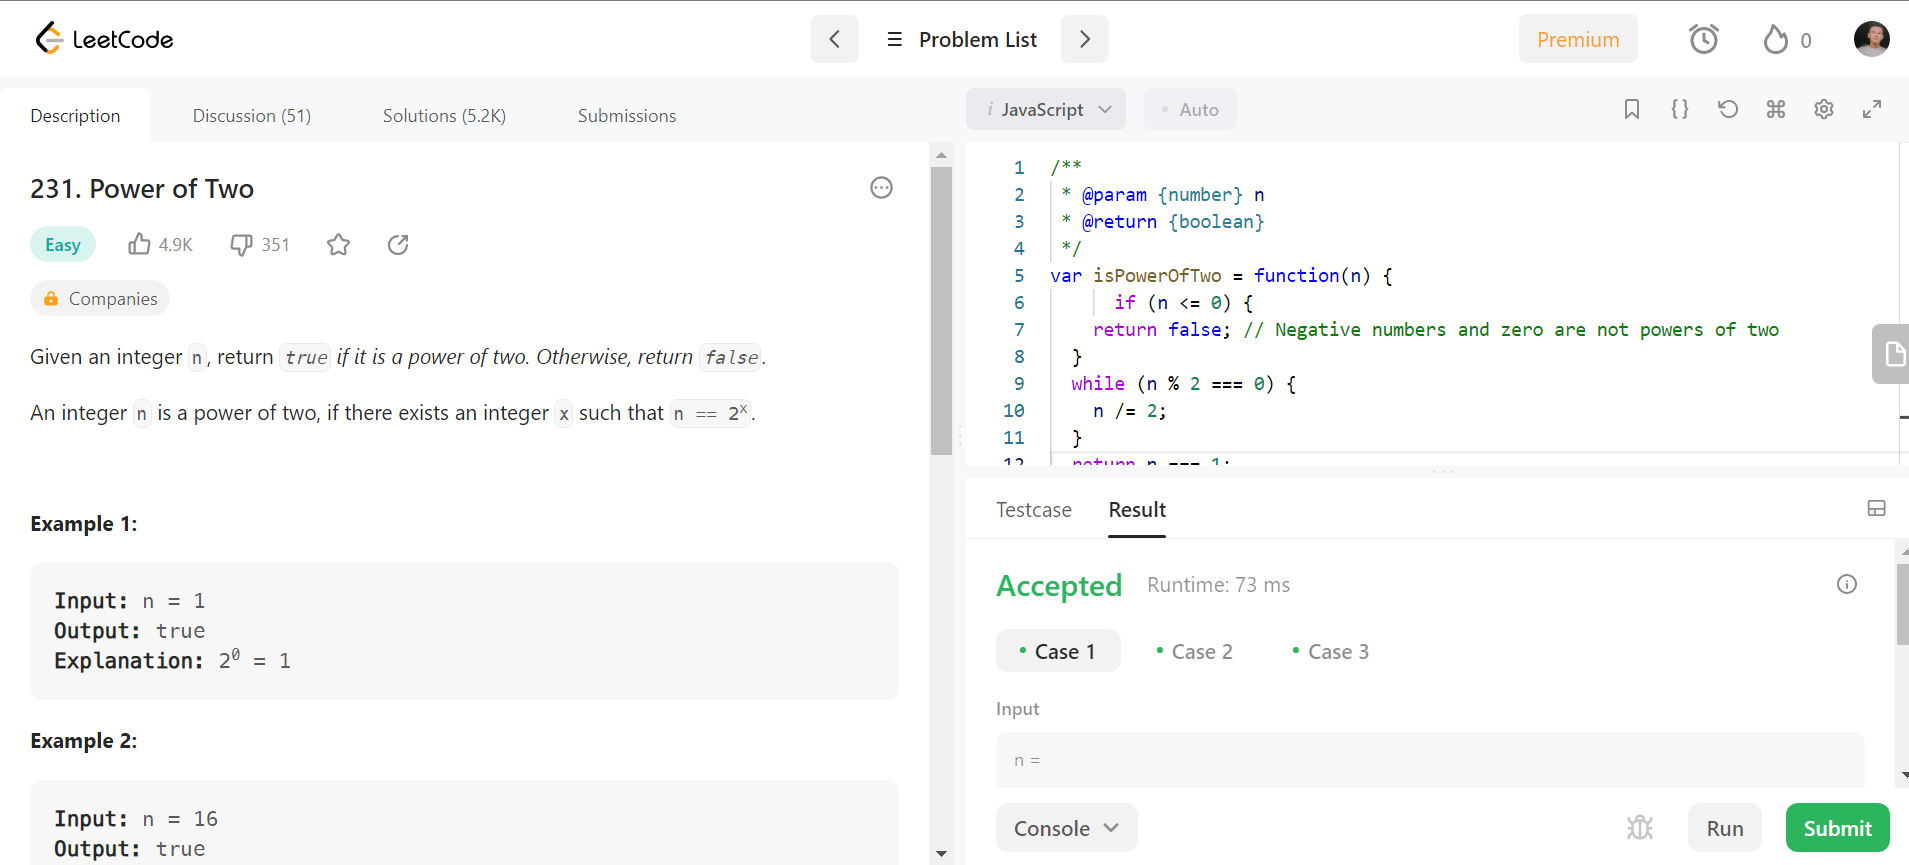 LeetCode
Problem List
Premium
0
Description
Discussion (51)
Solutions (5.2K)
Submissions
231. Power of Two
Easy
4.9K
351
Companies
Given an integer n, return true if it is a power of two. Otherwise, return false.
An integer n is a power of two, if there exists an integer x such that n == 2ˣ.
Example 1:
Input: n = 1
Output: true
Explanation: 2⁰ = 1
Example 2:
Input: n = 16
Output: true
i JavaScript
• Auto
{}
1 /**
2 * @param {number} n
3 * @return {boolean}
4 */
5 var isPowerOfTwo = function(n) {
6 if (n <= 0) {
7 return false; // Negative numbers and zero are not powers of two
8 }
9 while (n % 2 === 0) {
10 n /= 2;
11 }
12 return n === 1;
Testcase
Result
Accepted
Runtime: 73 ms
• Case 1
• Case 2
• Case 3
Input
n =
Console
Run
Submit